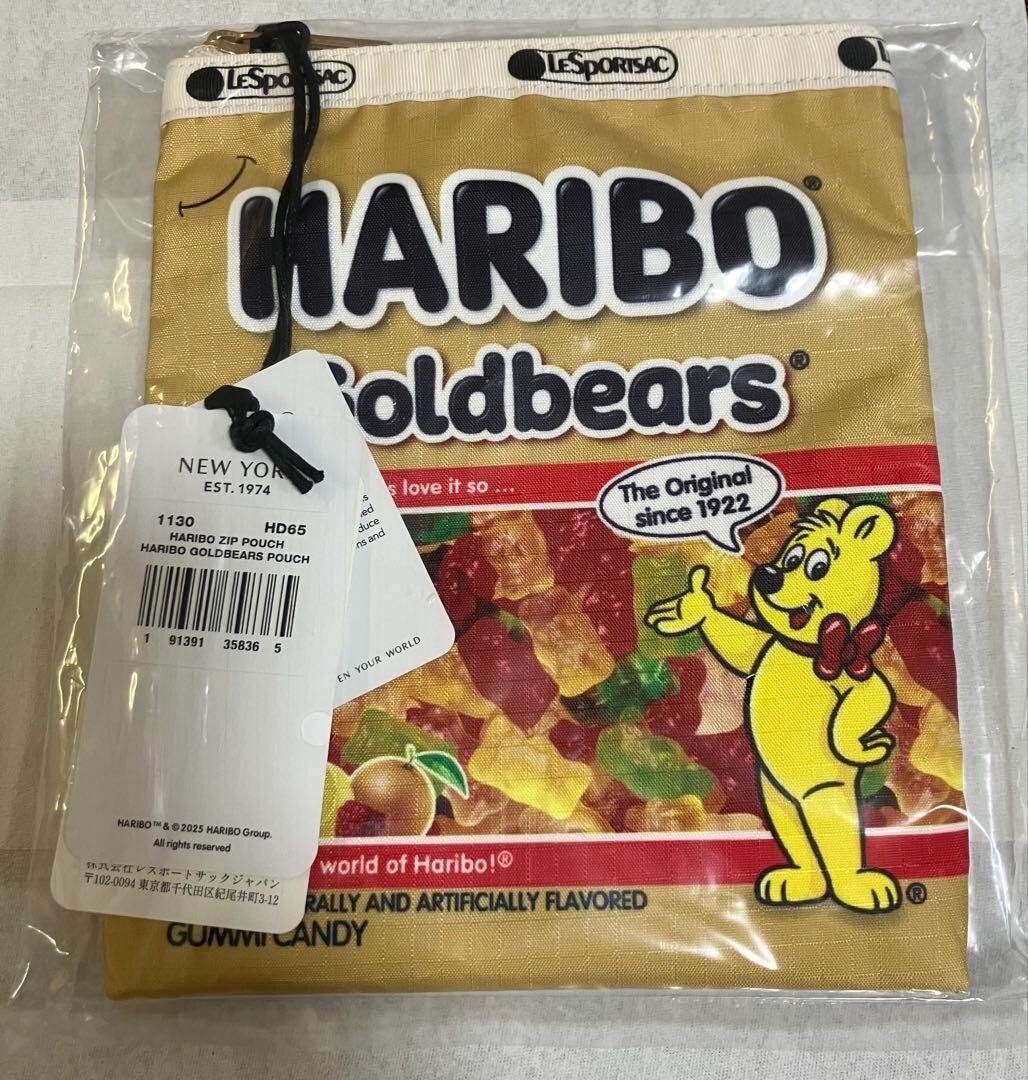 LeSportsac
LeSportsac
HARIBO®
Goldbears®
s love it so ...
The Original
since 1922
NEW YOR
EST. 1974
1130 HD65
HARIBO ZIP POUCH
HARIBO GOLDBEARS POUCH
1 91391 35836 5
duce
ns and
EN YOUR WORLD
HARIBO™ & © 2025 HARIBO Group.
All rights reserved
株式会社レスポートサックジャパン
〒102-0094 東京都千代田区紀尾井町3-12
world of Haribo!®
RALLY AND ARTIFICIALLY FLAVORED
GUMMI CANDY
®